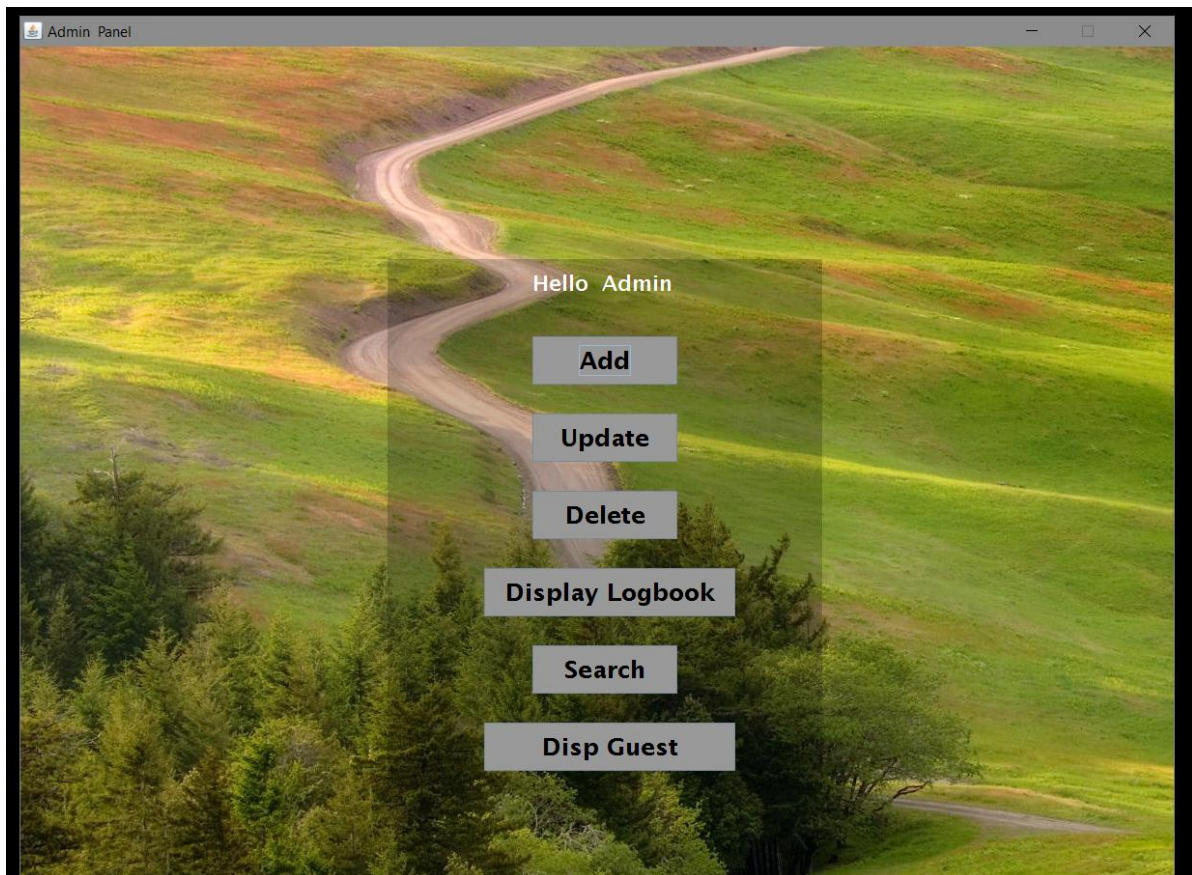 Admin Panel
Hello Admin
Add
Update
Delete
Display Logbook
Search
Disp Guest